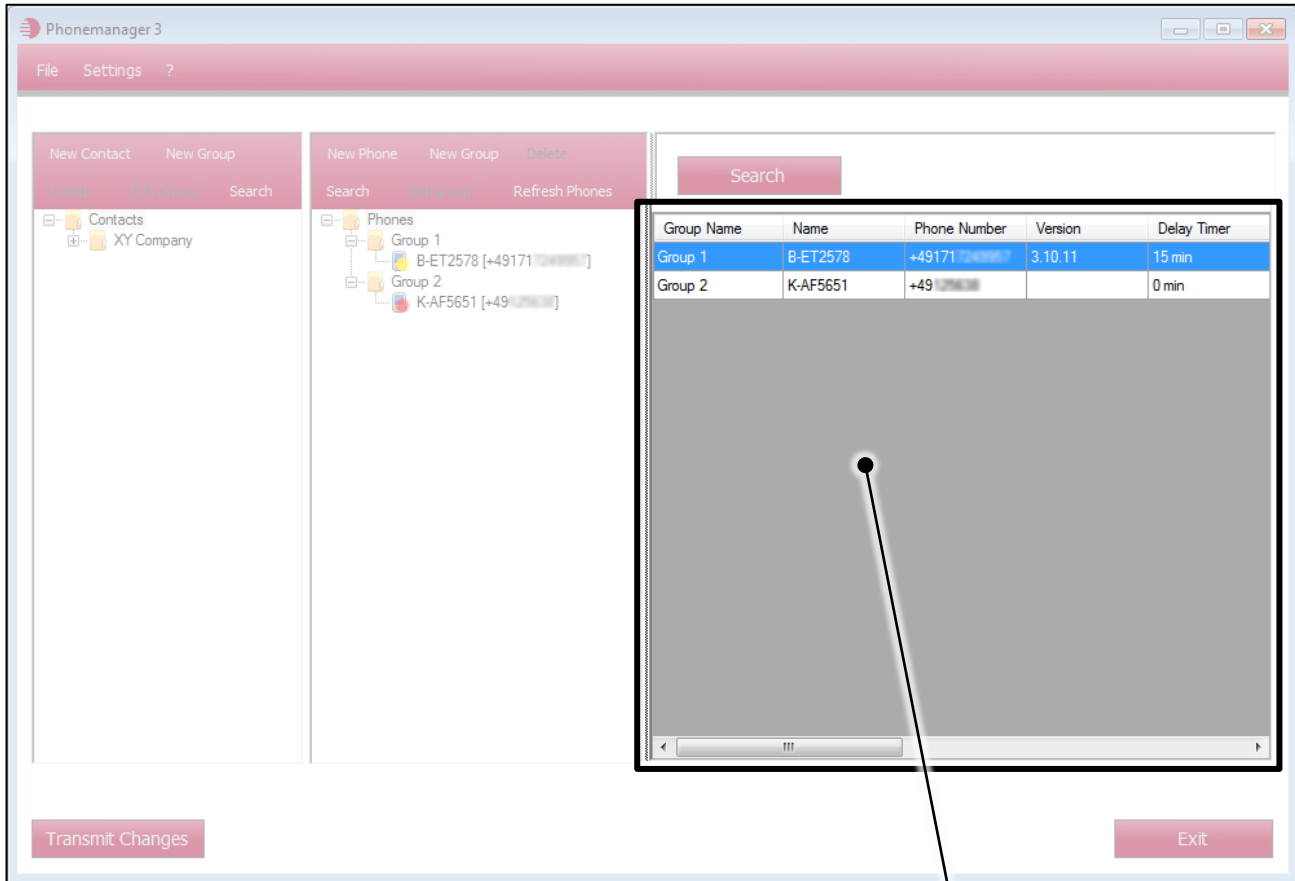 Phonemanager 3
File Settings ?
New Contact New Group
Search
Contacts
XY Company
New Phone New Group Delete
Search Edit Group Refresh Phones
Phones
Group 1
B-ET2578 [+49171 ]
Group 2
K-AF5651 [+49 ]
Search
Group Name Name Phone Number Version Delay Timer
Group 1 B-ET2578 +49171 3.10.11 15 min
Group 2 K-AF5651 +49 0 min
Transmit Changes
Exit